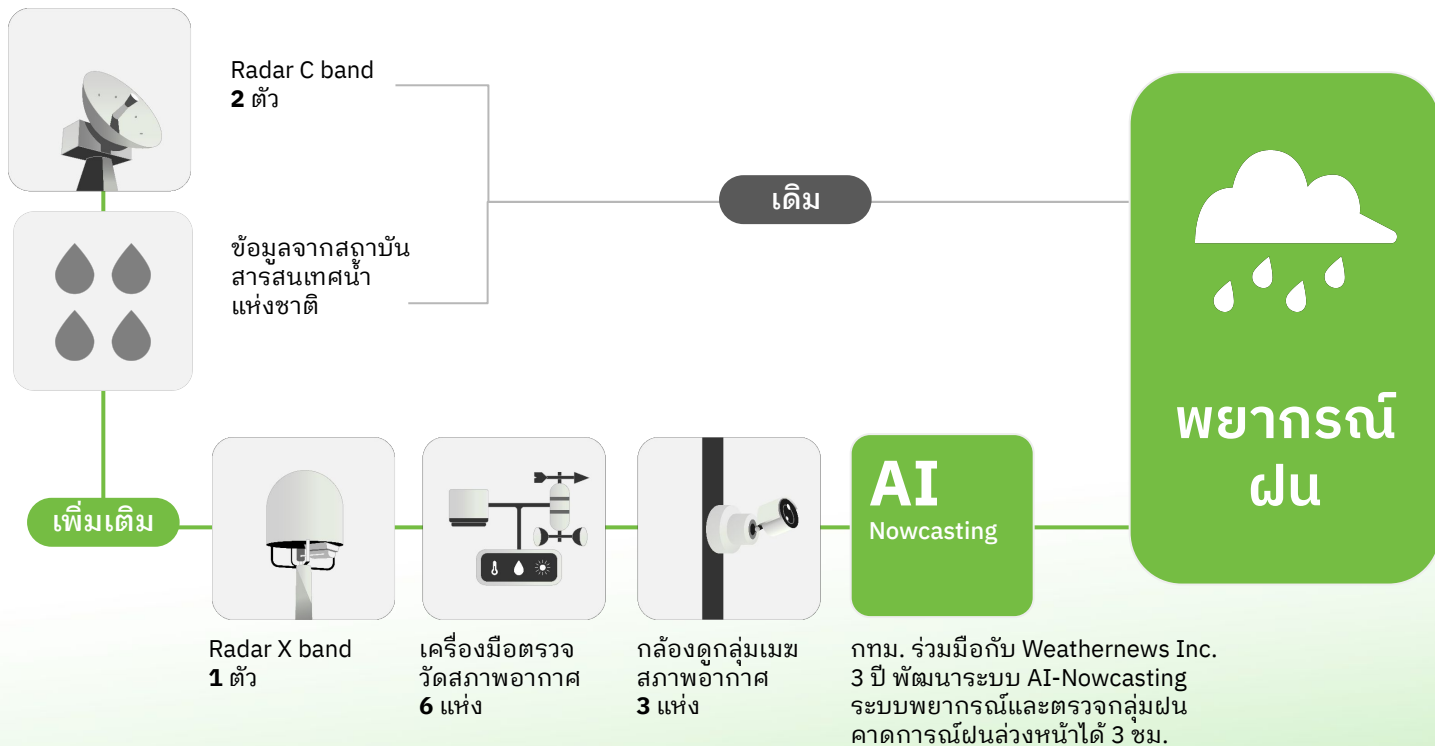 Radar C band
2 ตัว
เดิม
ข้อมูลจากสถาบัน
สารสนเทศน้ำ
แห่งชาติ
พยากรณ์
ฝน
เพิ่มเติม
AI
Nowcasting
Radar X band
1 ตัว
เครื่องมือตรวจ
วัดสภาพอากาศ
6 แห่ง
กล้องดูกลุ่มเมฆ
สภาพอากาศ
3 แห่ง
กทม. ร่วมมือกับ Weathernews Inc.
3 ปี พัฒนาระบบ AI-Nowcasting
ระบบพยากรณ์และตรวจกลุ่มฝน
คาดการณ์ฝนล่วงหน้าได้ 3 ชม.